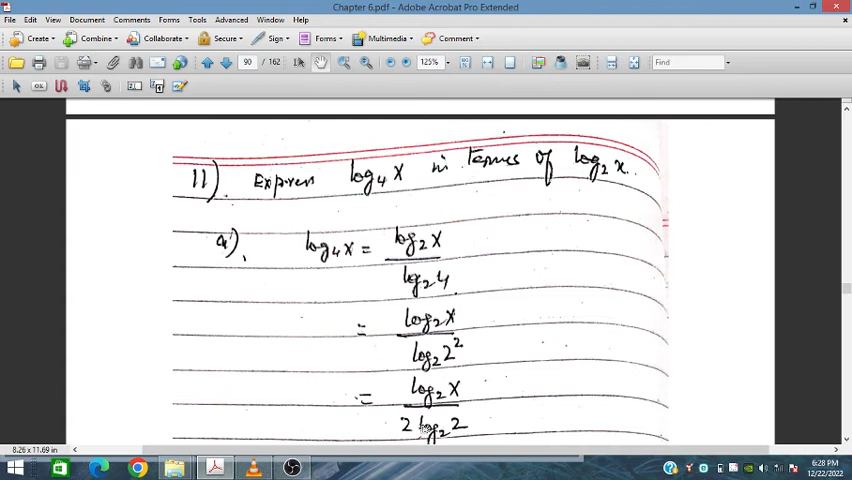 Chapter 6.pdf - Adobe Acrobat Pro Extended
File Edit View Document Comments Forms Tools Advanced Window Help
Create Combine Collaborate Secure Sign Forms Multimedia Comment
90 / 162 125% Find
11). Express log₄ x in terms of log₂ x.
a). log₄ x = log₂ x / log₂ 4
= log₂ x / log₂ 2²
= log₂ x / 2 log₂ 2
8.26 x 11.69 in
6:28 PM
12/22/2022